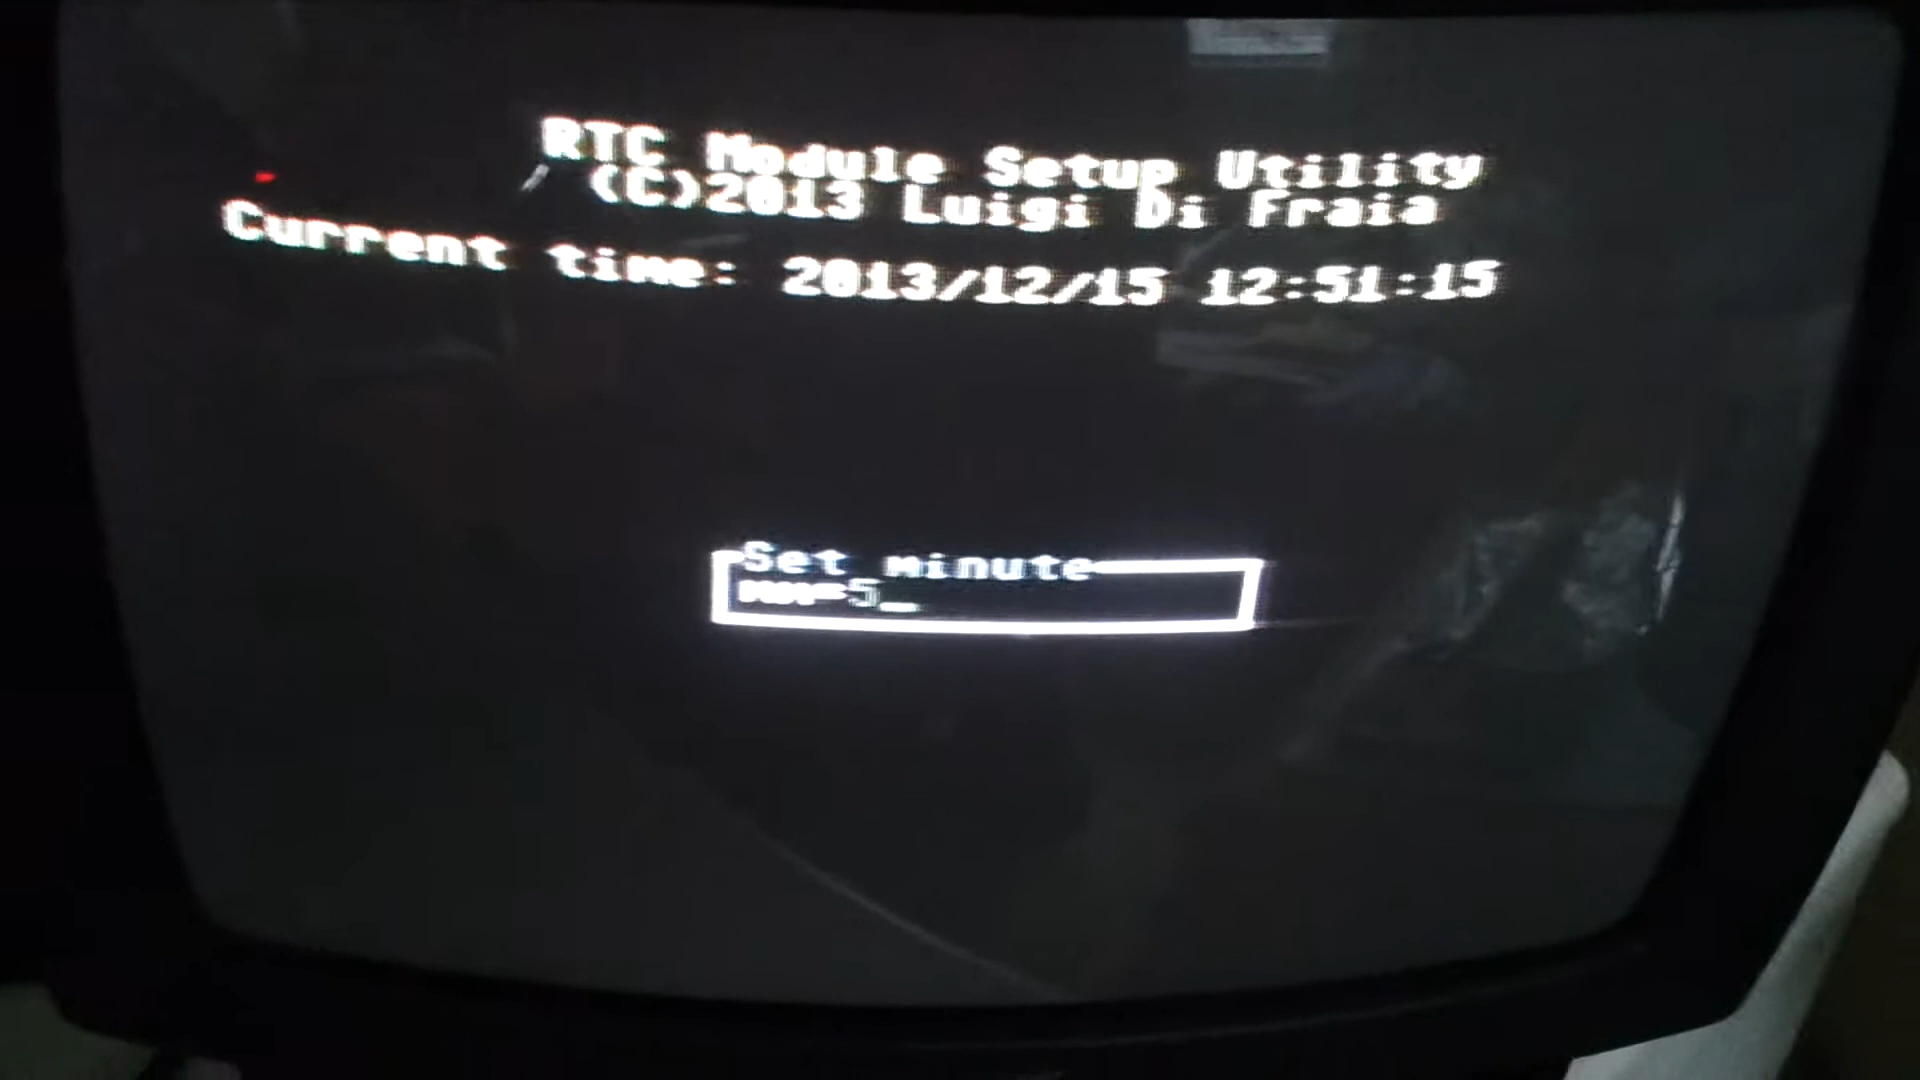 RTC Module Setup Utility
(C)2013 Luigi Di Fraia
Current time: 2013/12/15 12:51:15
Set minute
MM=5_